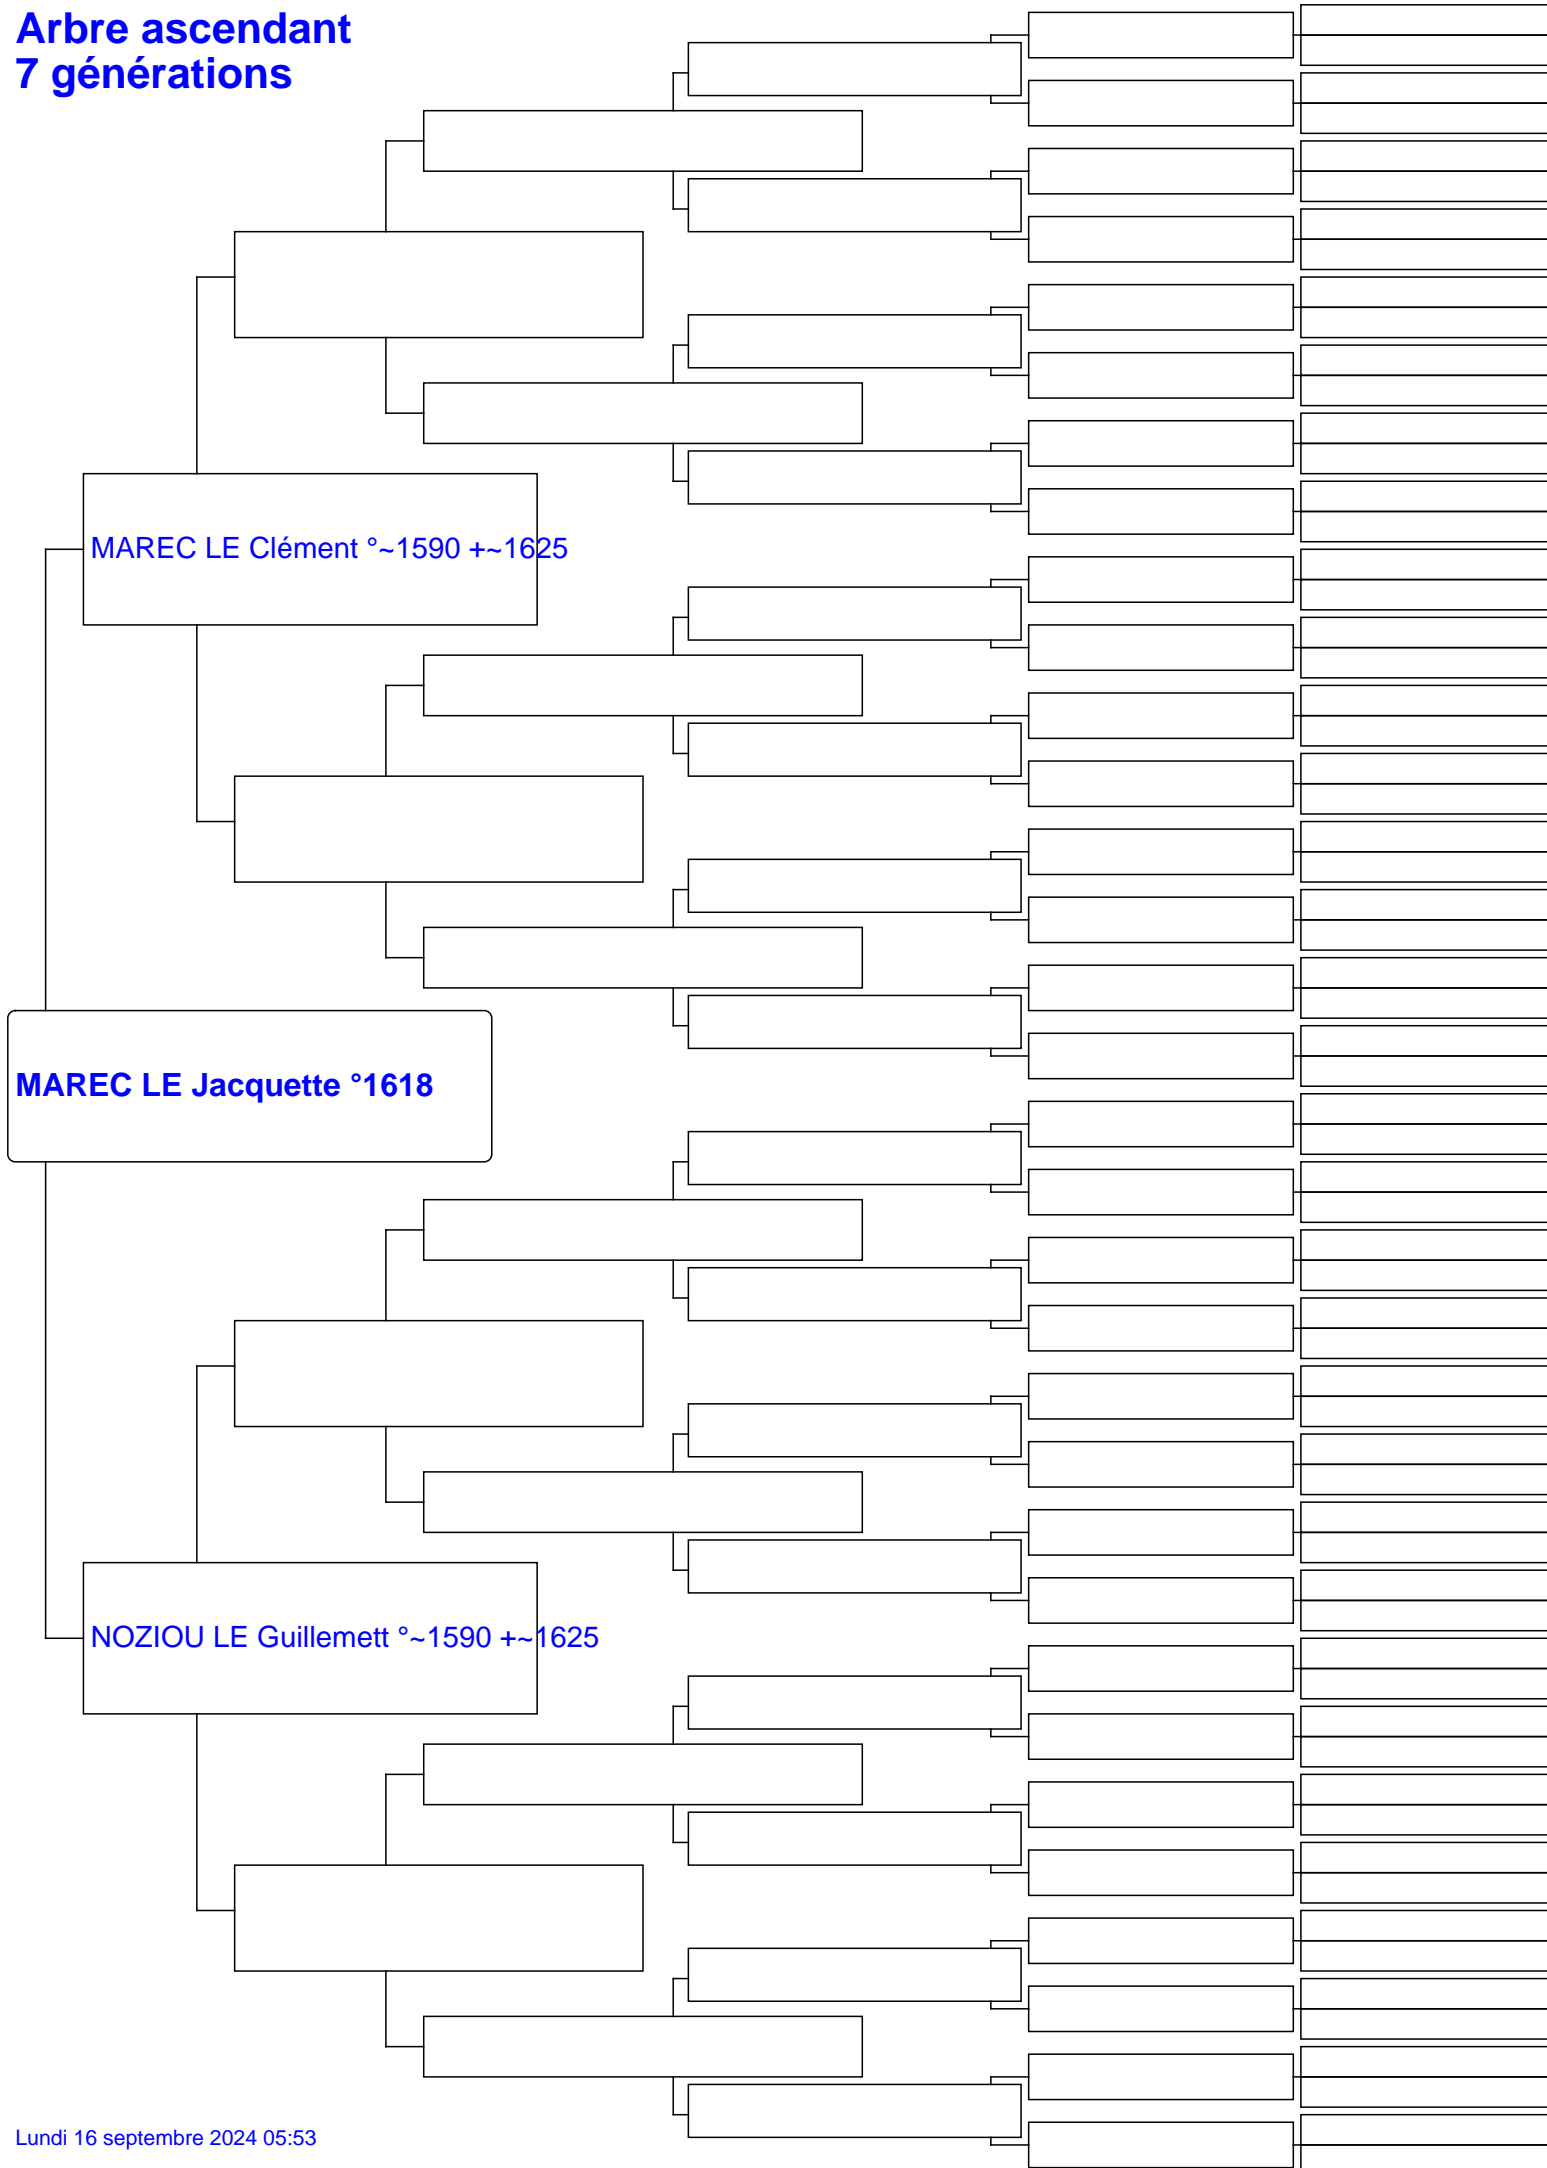 Arbre ascendant
7 générations
MAREC LE Clément °~1590 +~1625
MAREC LE Jacquette °1618
NOZIOU LE Guillemett °~1590 +~1625
Lundi 16 septembre 2024 05:53